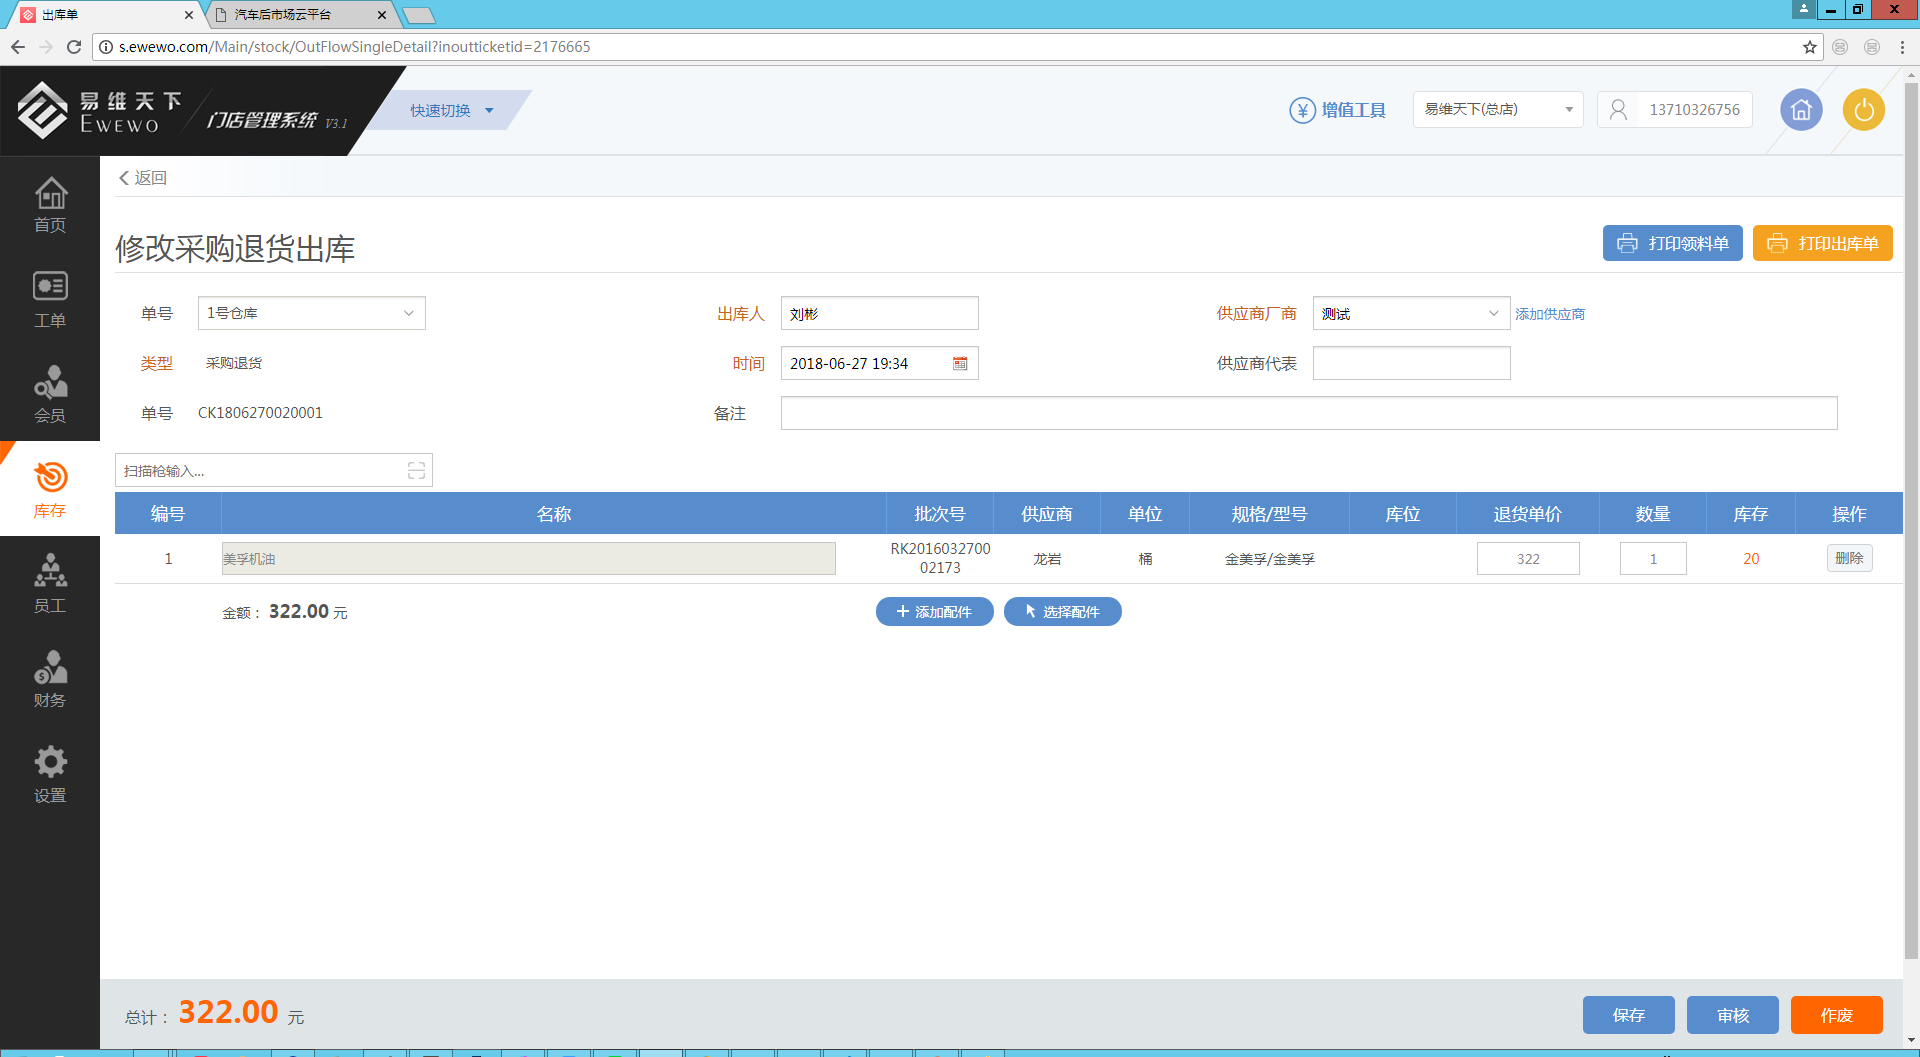 出库单
汽车后市场云平台
s.ewewo.com/Main/stock/OutFlowSingleDetail?inoutticketid=2176665
易维天下
EWEWO
门店管理系统 V3.1
快速切换
增值工具
易维天下(总店)
13710326756
首页
工单
会员
库存
员工
财务
设置
返回
修改采购退货出库
打印领料单
打印出库单
单号 1号仓库 出库人 刘彬 供应商厂商 测试 添加供应商
类型 采购退货 时间 2018-06-27 19:34 供应商代表
单号 CK1806270020001 备注
扫描枪输入...
编号 名称 批次号 供应商 单位 规格/型号 库位 退货单价 数量 库存 操作
1 美孚机油 RK2016032700 龙岩 桶 金美孚/金美孚 322 1 20 删除
02173
金额： 322.00 元 添加配件 选择配件
总计： 322.00 元 保存 审核 作废